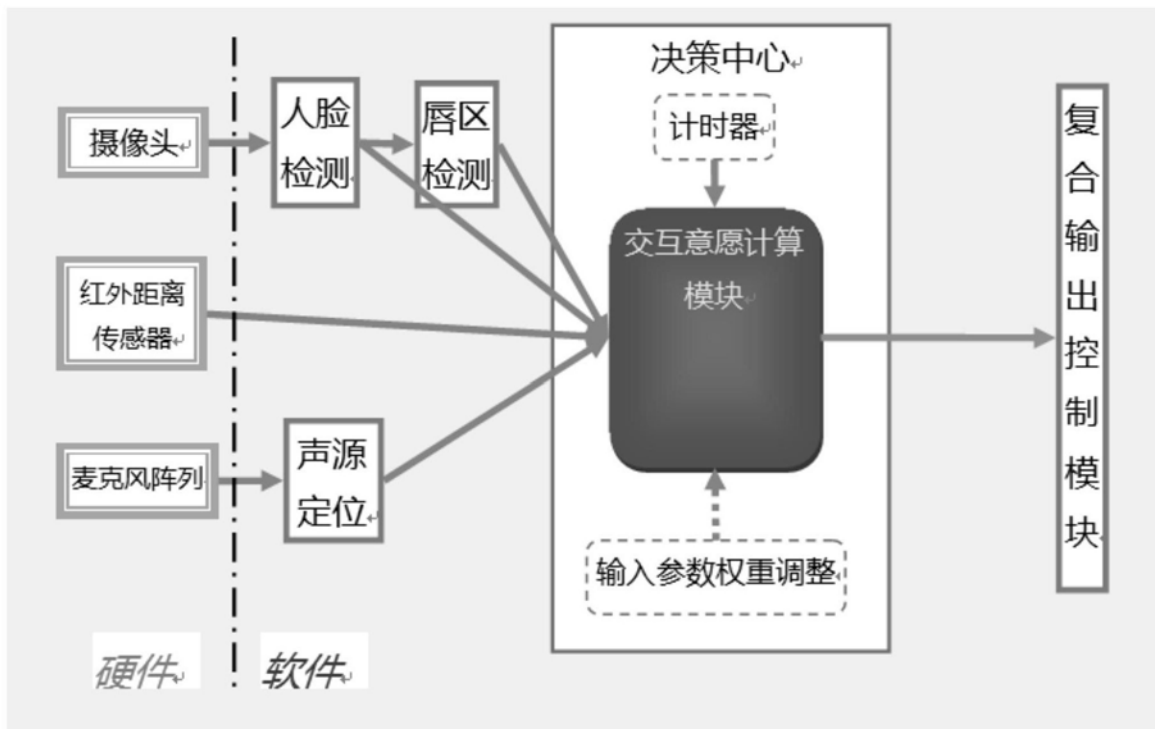 决策中心
计时器
摄像头
人脸
检测
唇区
检测
红外距离
传感器
交互意愿计算
模块
麦克风阵列
声源
定位
输入参数权重调整
复
合
输
出
控
制
模
块
硬件
软件